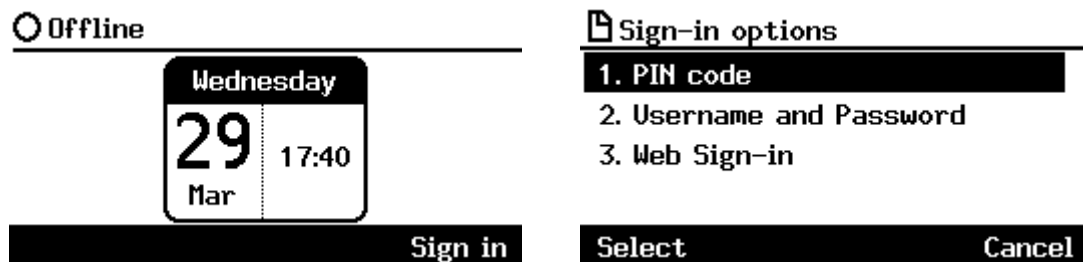 Offline
Wednesday
29
Mar
17:40
Sign in
Sign-in options
1. PIN code
2. Username and Password
3. Web Sign-in
Select Cancel